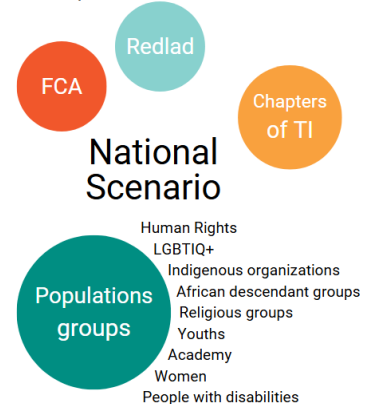 Redlad
FCA
Chapters
of TI
National
Scenario
Human Rights
LGBTIQ+
Indigenous organizations
African descendant groups
Religious groups
Youths
Academy
Women
People with disabilities
Populations
groups